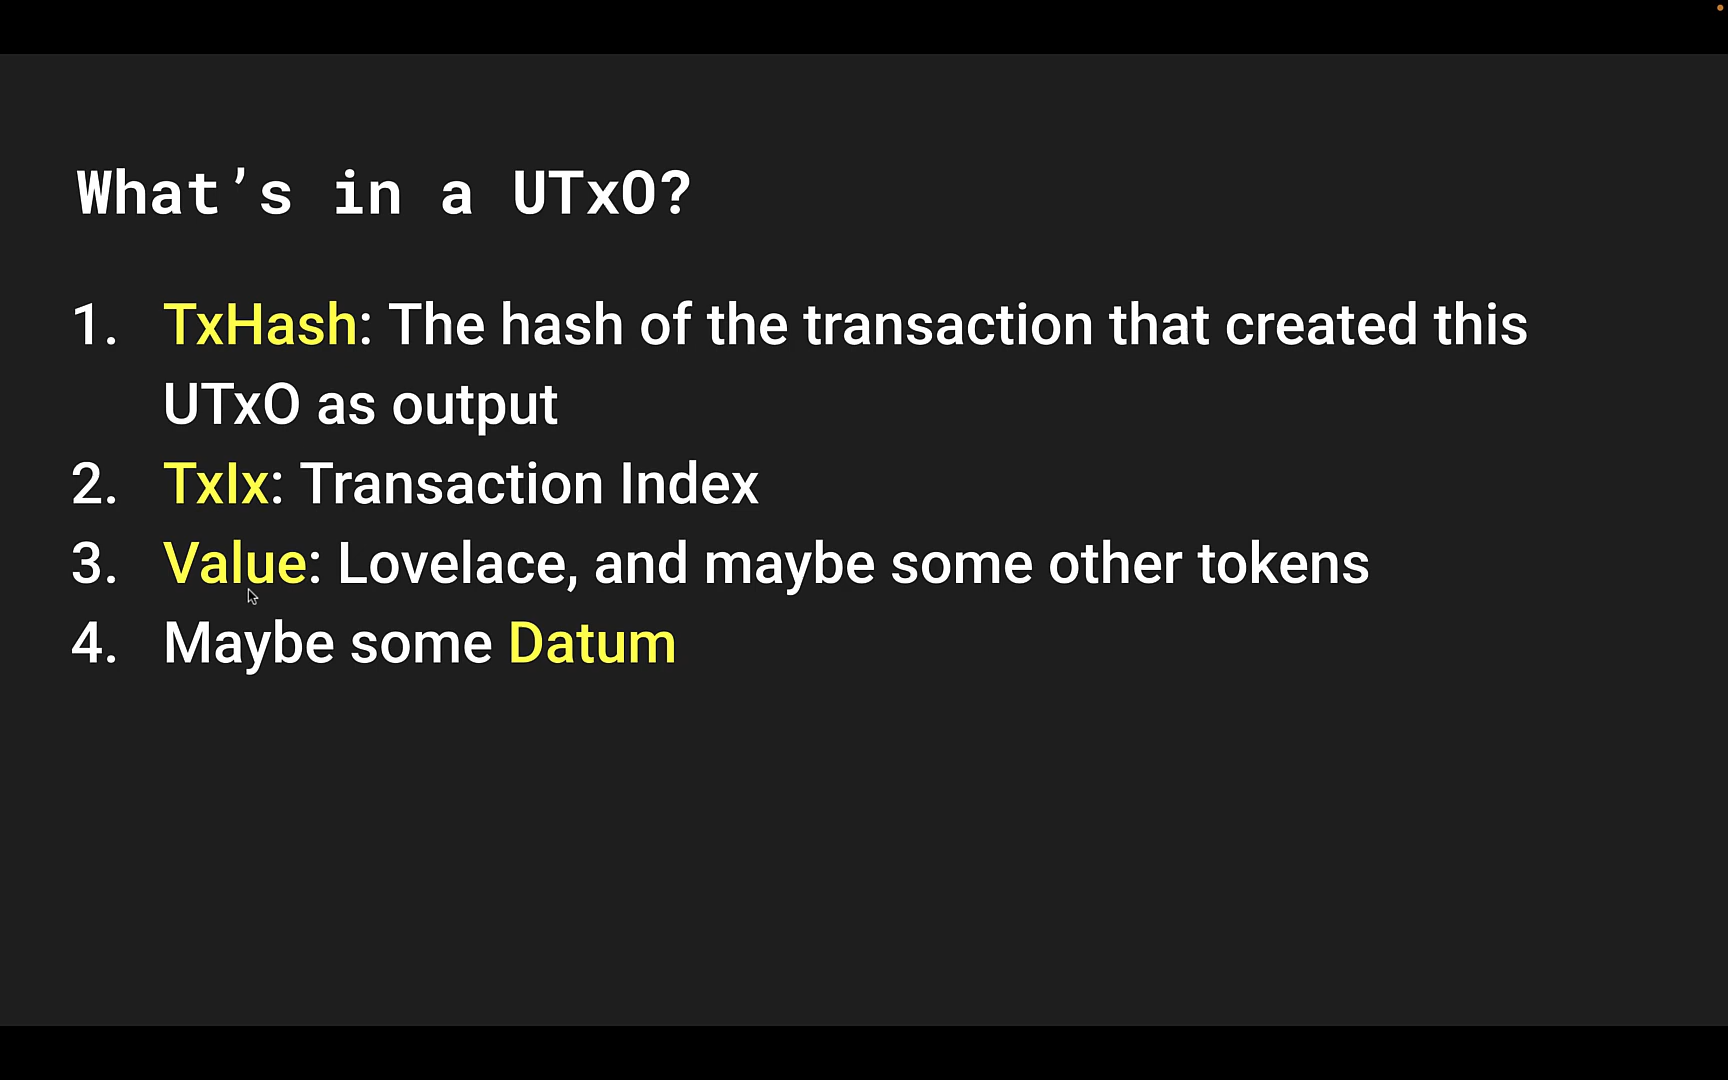 What’s in a UTxO?
1. TxHash: The hash of the transaction that created this
UTxO as output
2. TxIx: Transaction Index
3. Value: Lovelace, and maybe some other tokens
4. Maybe some Datum